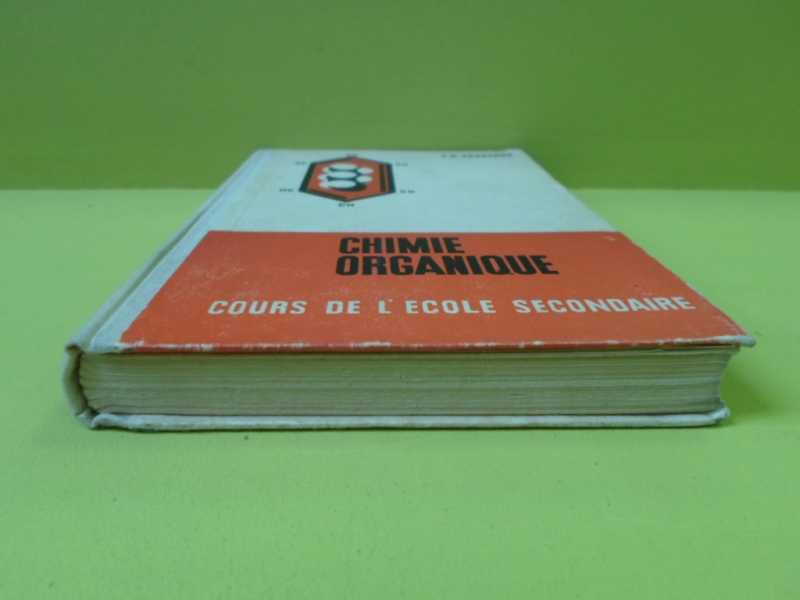 CHIMIE
ORGANIQUE
COURS DE L'ECOLE SECONDAIRE